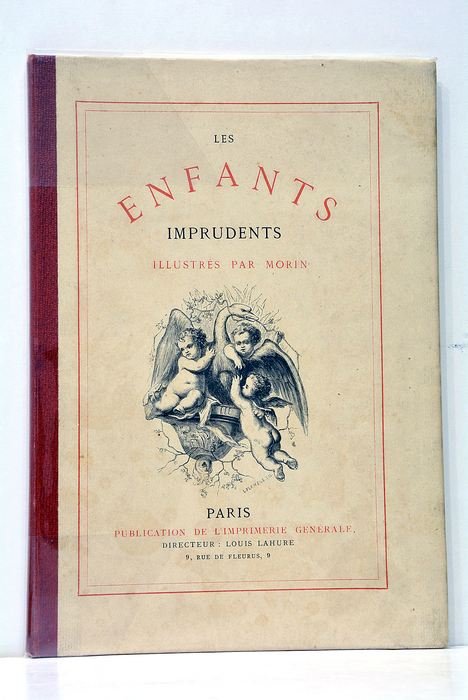 LES
ENFANTS
IMPRUDENTS
ILLUSTRÉS PAR MORIN
PARIS
PUBLICATION DE L'IMPRIMERIE GÉNÉRALE,
DIRECTEUR : LOUIS LAHURE
9, RUE DE FLEURUS, 9